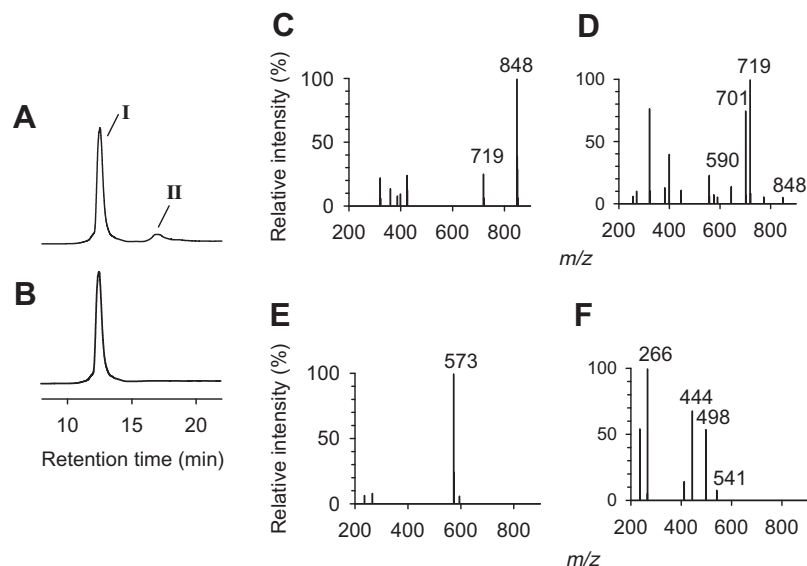 A
I
II
B
10 15 20
Retention time (min)
C
Relative intensity (%)
100
50
0
848
719
200 400 600 800
D
100
50
0
719
701
590
848
200 400 600 800
m/z
E
Relative intensity (%)
100
50
0
573
200 400 600 800
F
100
50
0
266
444
498
541
200 400 600 800
m/z